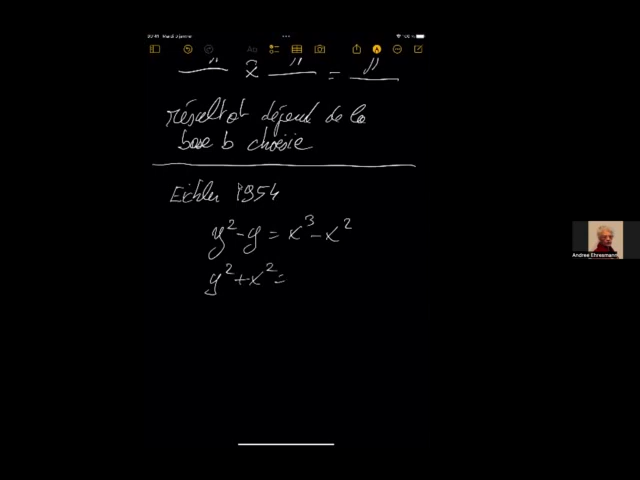 " x̂ " = "
résultat dépend de la
base b choisie
Eichler 1954
y² - y = x³ - x²
y² + x² =
Andree Ehresmann